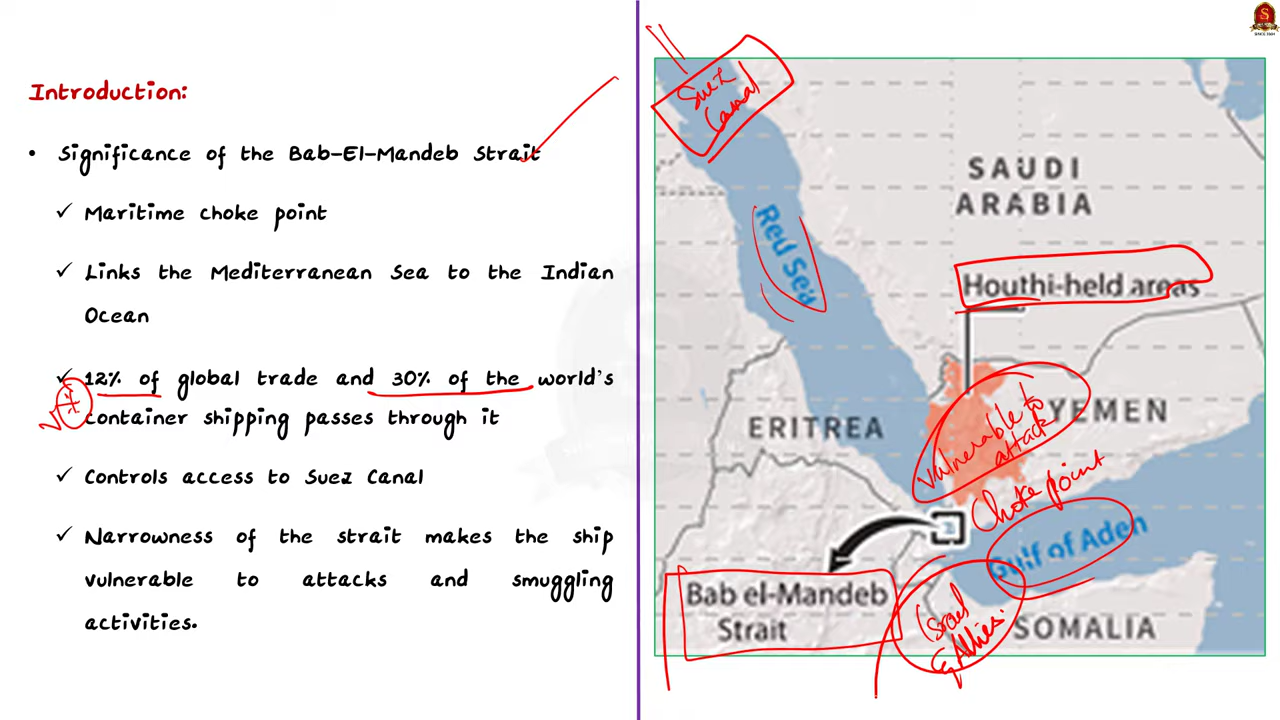 Introduction:
• Significance of the Bab-El-Mandeb Strait
✓ Maritime choke point
✓ Links the Mediterranean Sea to the Indian
Ocean
✓ 12% of global trade and 30% of the world's
container shipping passes through it
✓ Controls access to Suez Canal
✓ Narrowness of the strait makes the ship
vulnerable to attacks and smuggling
activities.
S
Suez
Canal
SAUDI
ARABIA
Red Sea
Houthi-held areas
ERITREA
YEMEN
Vulnerable to
attack
Choke point
Gulf of Aden
Bab el-Mandeb
Strait
Israel
& Allies.
SOMALIA